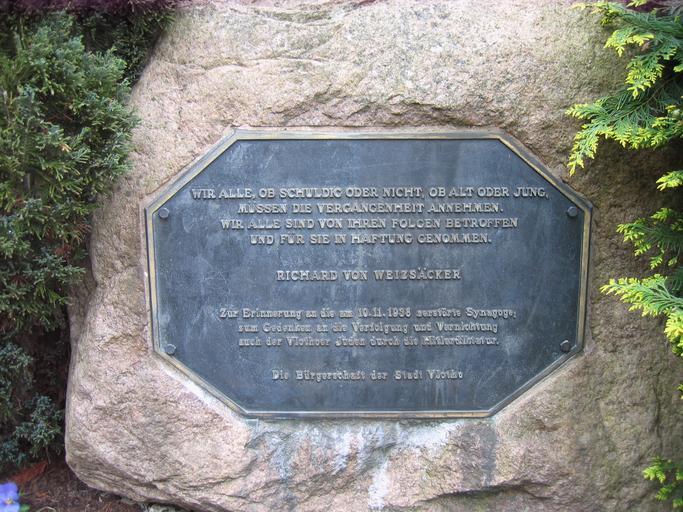 WIR ALLE, OB SCHULDIG ODER NICHT, OB ALT ODER JUNG,
MÜSSEN DIE VERGANGENHEIT ANNEHMEN.
WIR ALLE SIND VON IHREN FOLGEN BETROFFEN
UND FÜR SIE IN HAFTUNG GENOMMEN.
RICHARD VON WEIZSÄCKER
Zur Erinnerung an die am 10.11.1938 zerstörte Synagoge;
zum Gedenken an die Verfolgung und Vernichtung
auch der Vlothoer Juden durch die Hitlerdiktatur.
Die Bürgerschaft der Stadt Vlotho